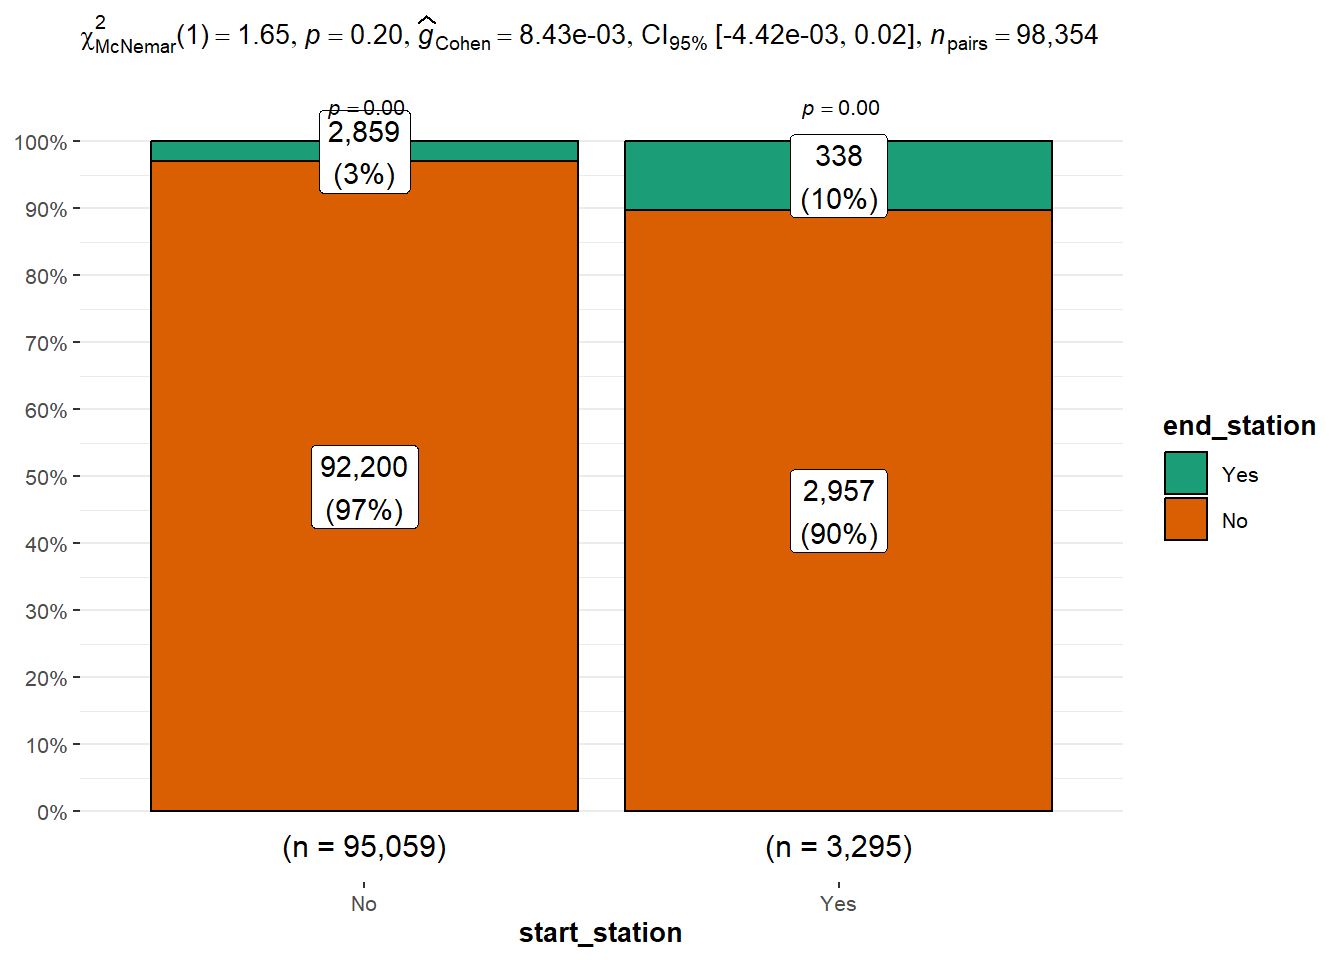 χ²McNemar(1) = 1.65, p = 0.20, ĝCohen = 8.43e-03, CI95% [-4.42e-03, 0.02], npairs = 98,354
p = 0.00
p = 0.00
2,859
(3%)
338
(10%)
92,200
(97%)
2,957
(90%)
100%
90%
80%
70%
60%
50%
40%
30%
20%
10%
0%
(n = 95,059)
(n = 3,295)
No
Yes
start_station
end_station
Yes
No